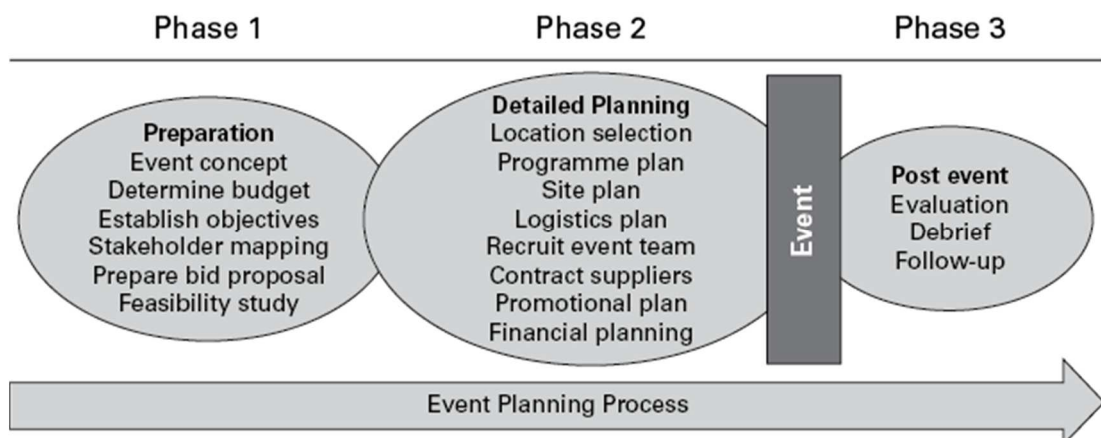 Phase 1
Phase 2
Phase 3
Preparation
Event concept
Determine budget
Establish objectives
Stakeholder mapping
Prepare bid proposal
Feasibility study
Detailed Planning
Location selection
Programme plan
Site plan
Logistics plan
Recruit event team
Contract suppliers
Promotional plan
Financial planning
Event
Post event
Evaluation
Debrief
Follow-up
Event Planning Process